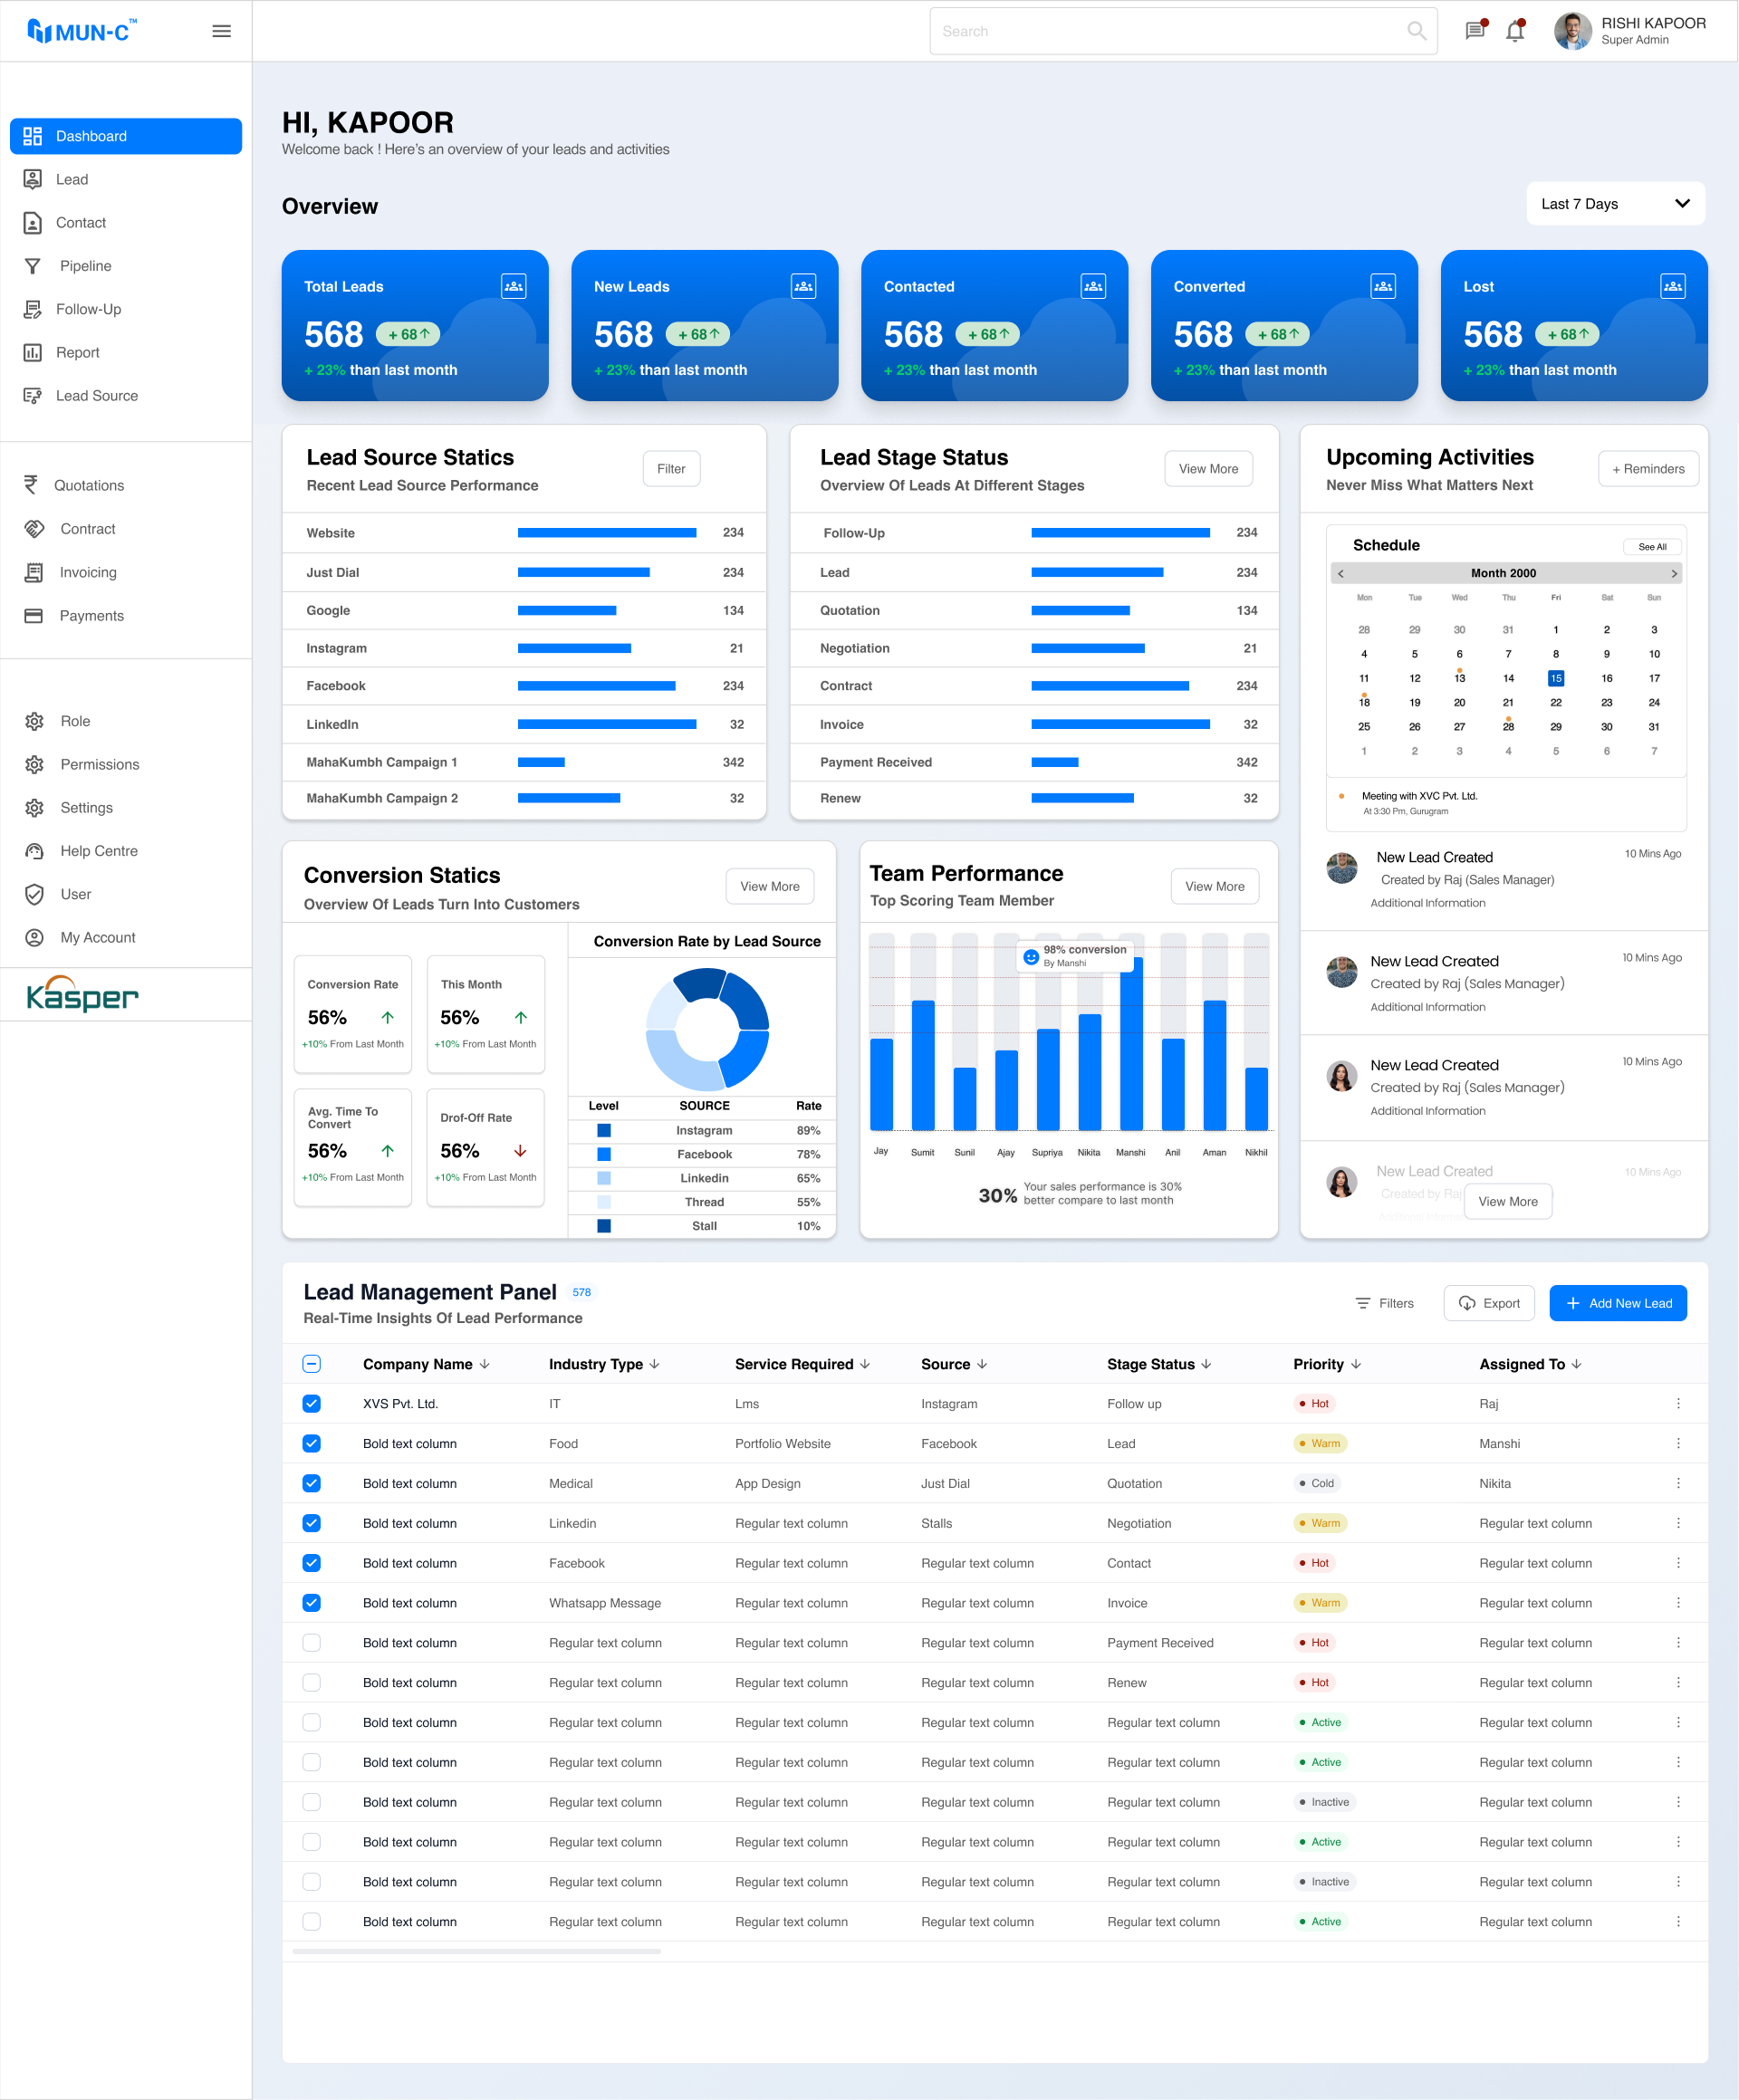 MUN-C™
Search
RISHI KAPOOR
Super Admin
Dashboard
Lead
Contact
Pipeline
Follow-Up
Report
Lead Source
Quotations
Contract
Invoicing
Payments
Role
Permissions
Settings
Help Centre
User
My Account
Kasper
HI, KAPOOR
Welcome back ! Here's an overview of your leads and activities
Overview
Last 7 Days
Total Leads
568 + 68↑
+ 23% than last month
New Leads
568 + 68↑
+ 23% than last month
Contacted
568 + 68↑
+ 23% than last month
Converted
568 + 68↑
+ 23% than last month
Lost
568 + 68↑
+ 23% than last month
Lead Source Statics
Recent Lead Source Performance
Filter
Website 234
Just Dial 234
Google 134
Instagram 21
Facebook 234
LinkedIn 32
MahaKumbh Campaign 1 342
MahaKumbh Campaign 2 32
Lead Stage Status
Overview Of Leads At Different Stages
View More
Follow-Up 234
Lead 234
Quotation 134
Negotiation 21
Contract 234
Invoice 32
Payment Received 342
Renew 32
Upcoming Activities
Never Miss What Matters Next
+ Reminders
Schedule
See All
< Month 2000 >
Mon Tue Wed Thu Fri Sat Sun
28 29 30 31 1 2 3
4 5 6 7 8 9 10
11 12 13 14 15 16 17
18 19 20 21 22 23 24
25 26 27 28 29 30 31
1 2 3 4 5 6 7
Meeting with XVC Pvt. Ltd.
At 3:30 Pm, Gurugram
New Lead Created 10 Mins Ago
Created by Raj (Sales Manager)
Additional Information
New Lead Created 10 Mins Ago
Created by Raj (Sales Manager)
Additional Information
New Lead Created 10 Mins Ago
Created by Raj (Sales Manager)
Additional Information
New Lead Created 10 Mins Ago
Created by Raj
View More
Conversion Statics
Overview Of Leads Turn Into Customers
View More
Conversion Rate
56% ↑
+10% From Last Month
This Month
56% ↑
+10% From Last Month
Avg. Time To
Convert
56% ↑
+10% From Last Month
Drof-Off Rate
56% ↓
+10% From Last Month
Conversion Rate by Lead Source
Level SOURCE Rate
Instagram 89%
Facebook 78%
Linkedin 65%
Thread 55%
Stall 10%
Team Performance
Top Scoring Team Member
View More
98% conversion
By Manshi
Jay Sumit Sunil Ajay Supriya Nikita Manshi Anil Aman Nikhil
30% Your sales performance is 30%
better compare to last month
Lead Management Panel 578
Real-Time Insights Of Lead Performance
Filters
Export
+ Add New Lead
Company Name ↓ Industry Type ↓ Service Required ↓ Source ↓ Stage Status ↓ Priority ↓ Assigned To ↓
XVS Pvt. Ltd. IT Lms Instagram Follow up Hot Raj
Bold text column Food Portfolio Website Facebook Lead Warm Manshi
Bold text column Medical App Design Just Dial Quotation Cold Nikita
Bold text column Linkedin Regular text column Stalls Negotiation Warm Regular text column
Bold text column Facebook Regular text column Regular text column Contact Hot Regular text column
Bold text column Whatsapp Message Regular text column Regular text column Invoice Warm Regular text column
Bold text column Regular text column Regular text column Regular text column Payment Received Hot Regular text column
Bold text column Regular text column Regular text column Regular text column Renew Hot Regular text column
Bold text column Regular text column Regular text column Regular text column Regular text column Active Regular text column
Bold text column Regular text column Regular text column Regular text column Regular text column Active Regular text column
Bold text column Regular text column Regular text column Regular text column Regular text column Inactive Regular text column
Bold text column Regular text column Regular text column Regular text column Regular text column Active Regular text column
Bold text column Regular text column Regular text column Regular text column Regular text column Inactive Regular text column
Bold text column Regular text column Regular text column Regular text column Regular text column Active Regular text column